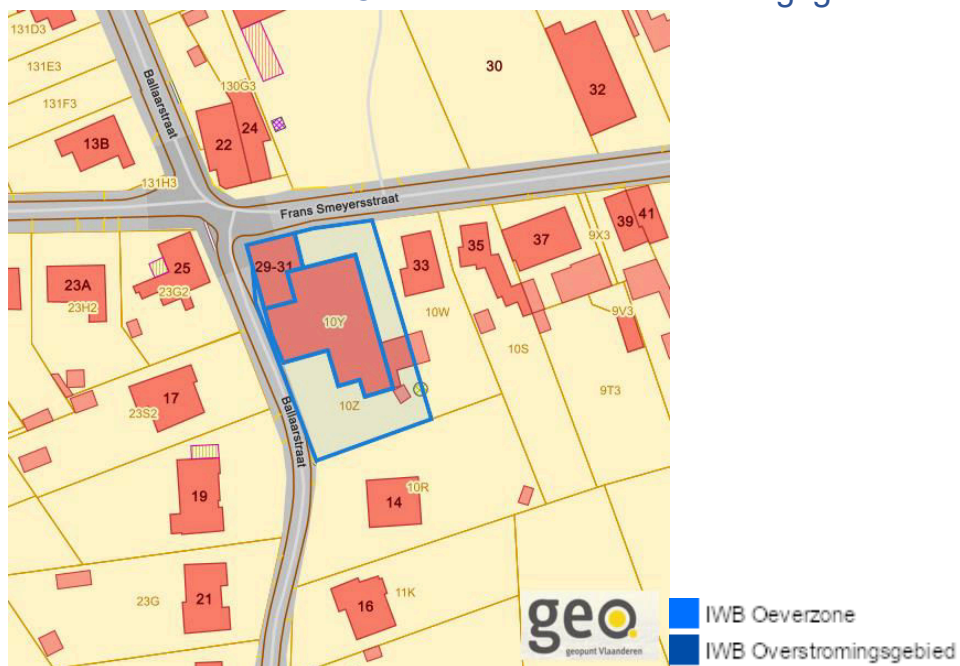 131D3
131E3
131F3
13B
131H3
Ballaarstraat
130G3
22
24
30
32
Frans Smeyersstraat
23A
23H2
25
23G2
29-31
10Y
33
10W
35
37
9X3
39
41
9V3
10S
9T3
10Z
Ballaarstraat
17
23S2
19
14
10R
23G
21
16
11K
geo.
geopunt Vlaanderen
IWB Oeverzone
IWB Overstromingsgebied